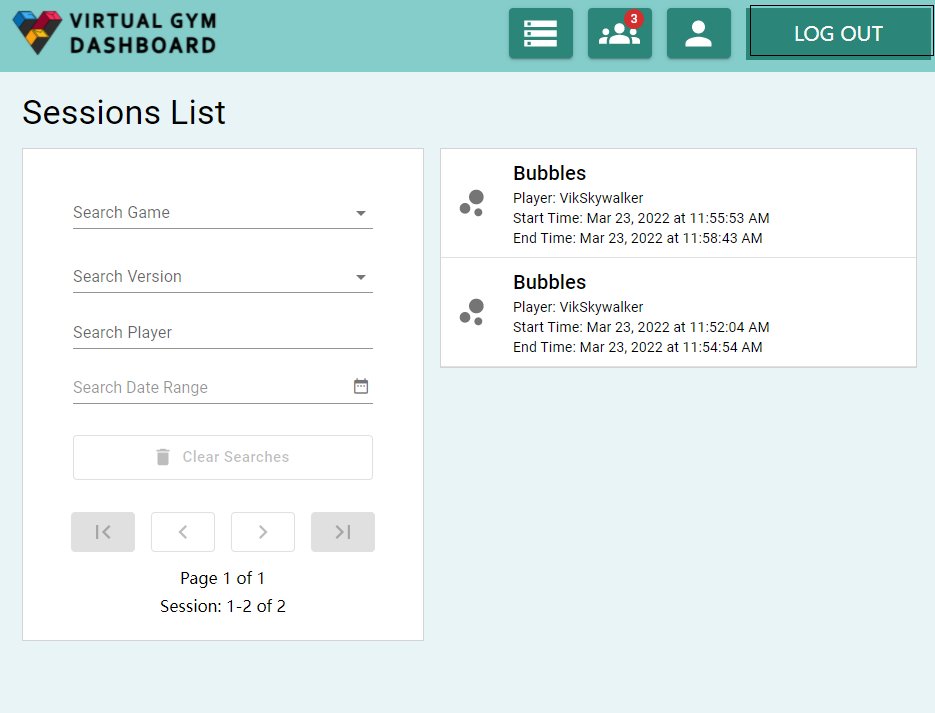 VIRTUAL GYM
DASHBOARD
3
LOG OUT
Sessions List
Search Game
Search Version
Search Player
Search Date Range
Clear Searches
Page 1 of 1
Session: 1-2 of 2
Bubbles
Player: VikSkywalker
Start Time: Mar 23, 2022 at 11:55:53 AM
End Time: Mar 23, 2022 at 11:58:43 AM
Bubbles
Player: VikSkywalker
Start Time: Mar 23, 2022 at 11:52:04 AM
End Time: Mar 23, 2022 at 11:54:54 AM